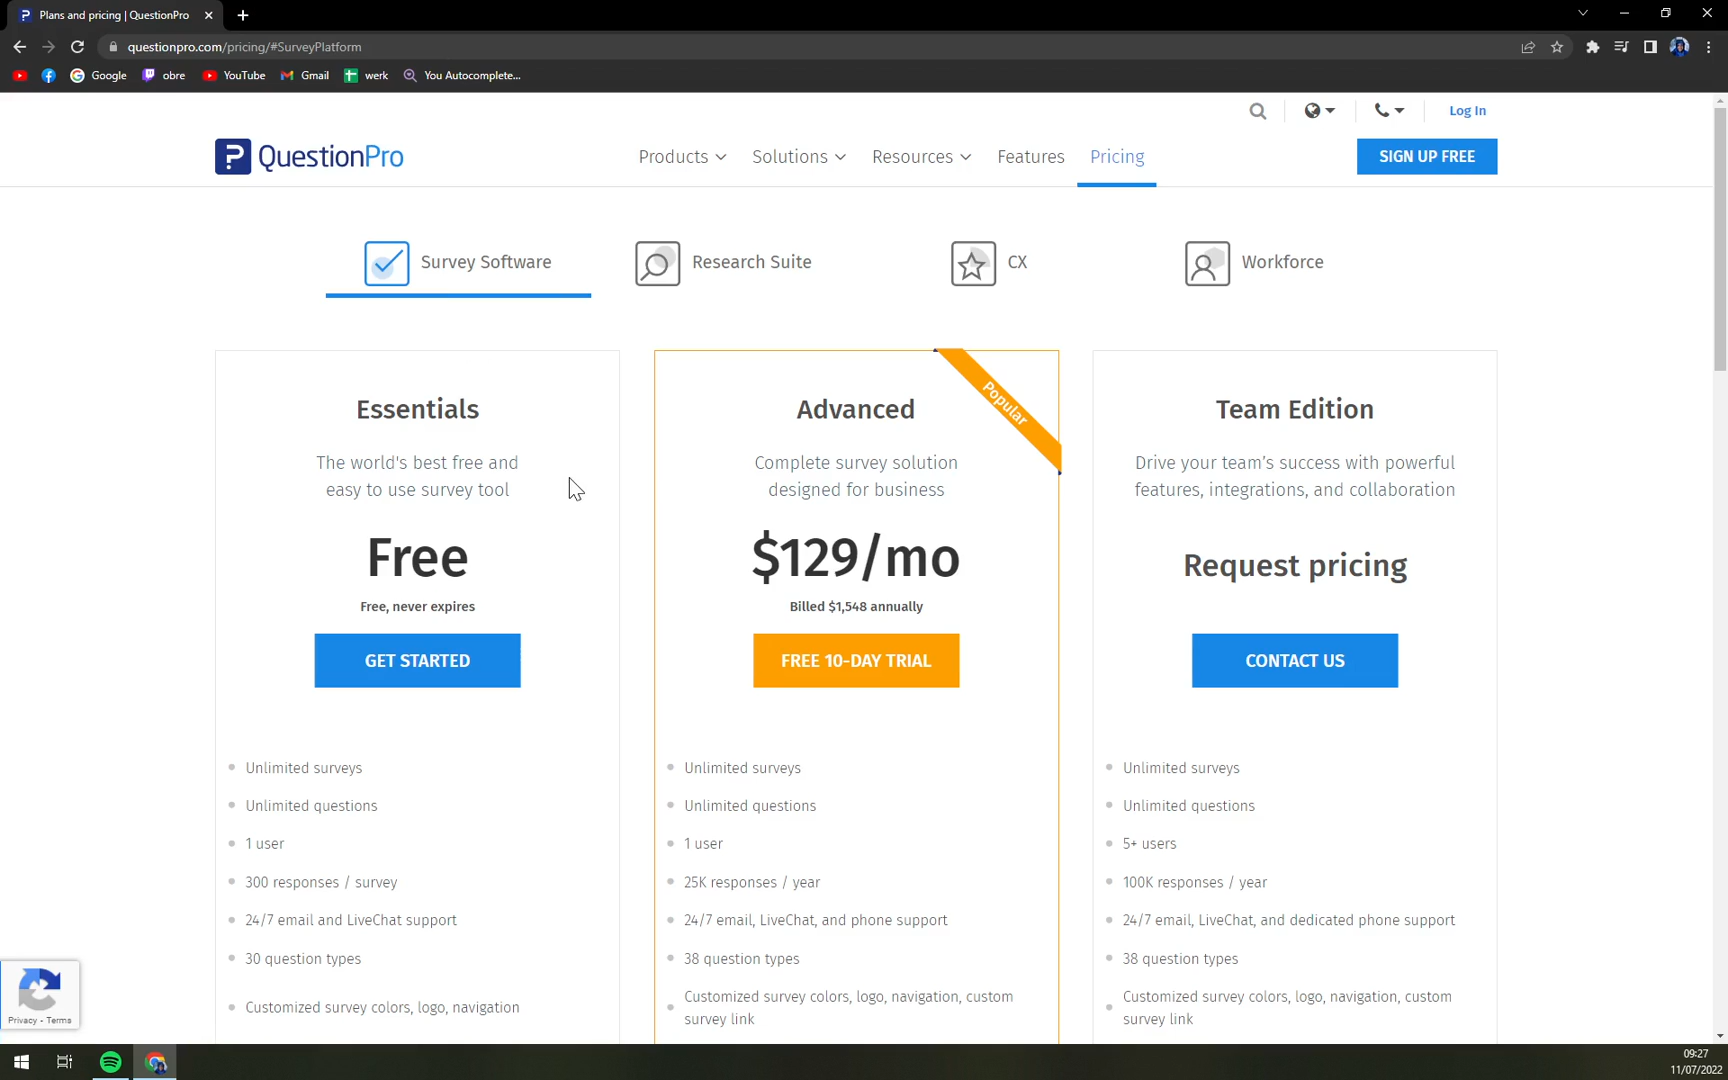 Plans and pricing | QuestionPro
questionpro.com/pricing/#SurveyPlatform
Google
obre
YouTube
Gmail
werk
You Autocomplete...
Log In
QuestionPro
Products
Solutions
Resources
Features
Pricing
SIGN UP FREE
Survey Software
Research Suite
CX
Workforce
Essentials
The world's best free and
easy to use survey tool
Free
Free, never expires
GET STARTED
Unlimited surveys
Unlimited questions
1 user
300 responses / survey
24/7 email and LiveChat support
30 question types
Customized survey colors, logo, navigation
Popular
Advanced
Complete survey solution
designed for business
$129/mo
Billed $1,548 annually
FREE 10-DAY TRIAL
Unlimited surveys
Unlimited questions
1 user
25K responses / year
24/7 email, LiveChat, and phone support
38 question types
Customized survey colors, logo, navigation, custom
survey link
Team Edition
Drive your team’s success with powerful
features, integrations, and collaboration
Request pricing
CONTACT US
Unlimited surveys
Unlimited questions
5+ users
100K responses / year
24/7 email, LiveChat, and dedicated phone support
38 question types
Customized survey colors, logo, navigation, custom
survey link
Privacy - Terms
09:27
11/07/2022